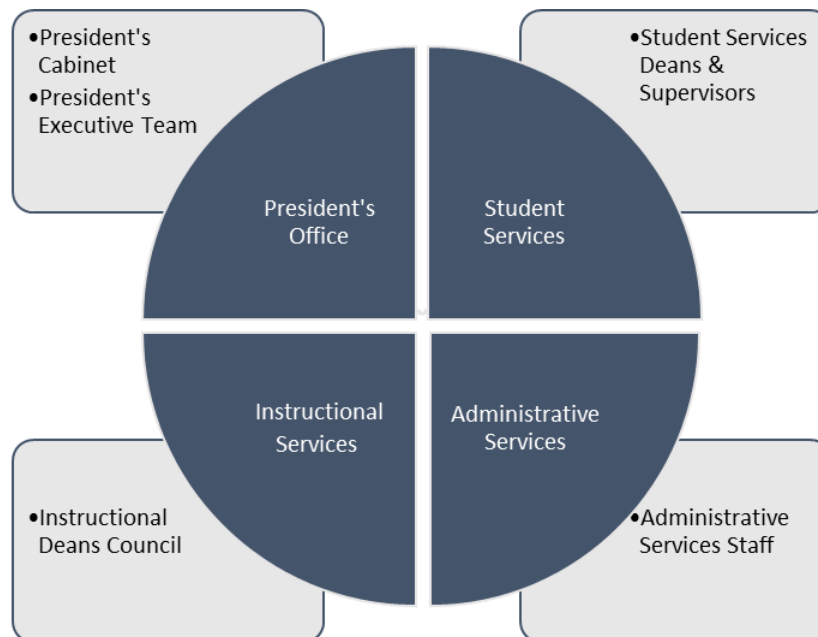 •President's
Cabinet
•President's
Executive Team
•Student Services
Deans &
Supervisors
President's
Office
Student
Services
Instructional
Services
Administrative
Services
•Instructional
Deans Council
•Administrative
Services Staff